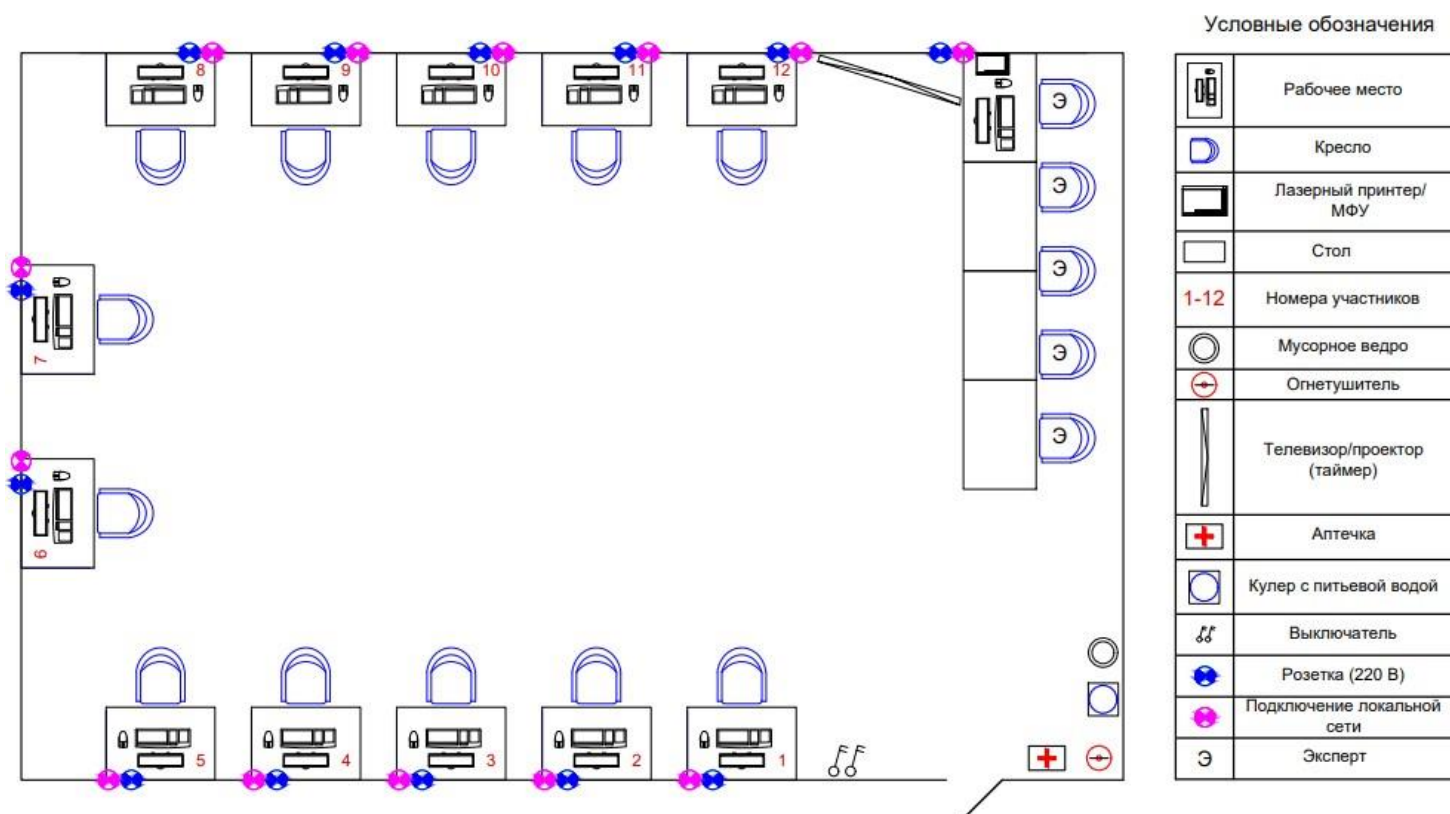 Условные обозначения
8
9
10
11
12
Э
Э
Э
Э
Э
7
6
5
4
3
2
1
Рабочее место
Кресло
Лазерный принтер/
МФУ
Стол
1-12
Номера участников
Мусорное ведро
Огнетушитель
Телевизор/проектор
(таймер)
Аптечка
Кулер с питьевой водой
Выключатель
Розетка (220 В)
Подключение локальной
сети
Э
Эксперт